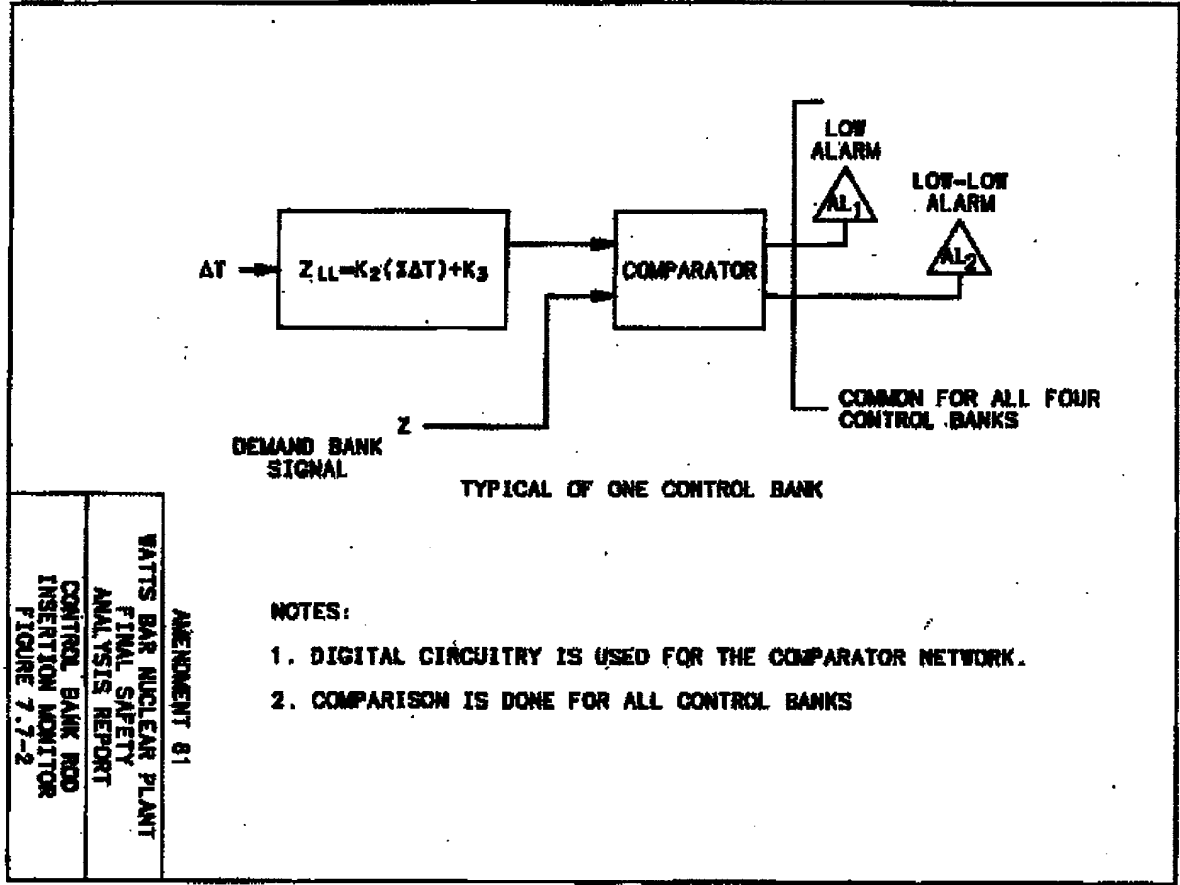 LOW
ALARM
AL1
LOW-LOW
ALARM
AL2
ΔT
Z_LL=K_2(%ΔT)+K_3
COMPARATOR
COMMON FOR ALL FOUR
CONTROL BANKS
Z
DEMAND BANK
SIGNAL
TYPICAL OF ONE CONTROL BANK
NOTES:
1. DIGITAL CIRCUITRY IS USED FOR THE COMPARATOR NETWORK.
2. COMPARISON IS DONE FOR ALL CONTROL BANKS
AMENDMENT 81
WATTS BAR NUCLEAR PLANT
FINAL SAFETY
ANALYSIS REPORT
CONTROL BANK ROD
INSERTION MONITOR
FIGURE 7.7-2